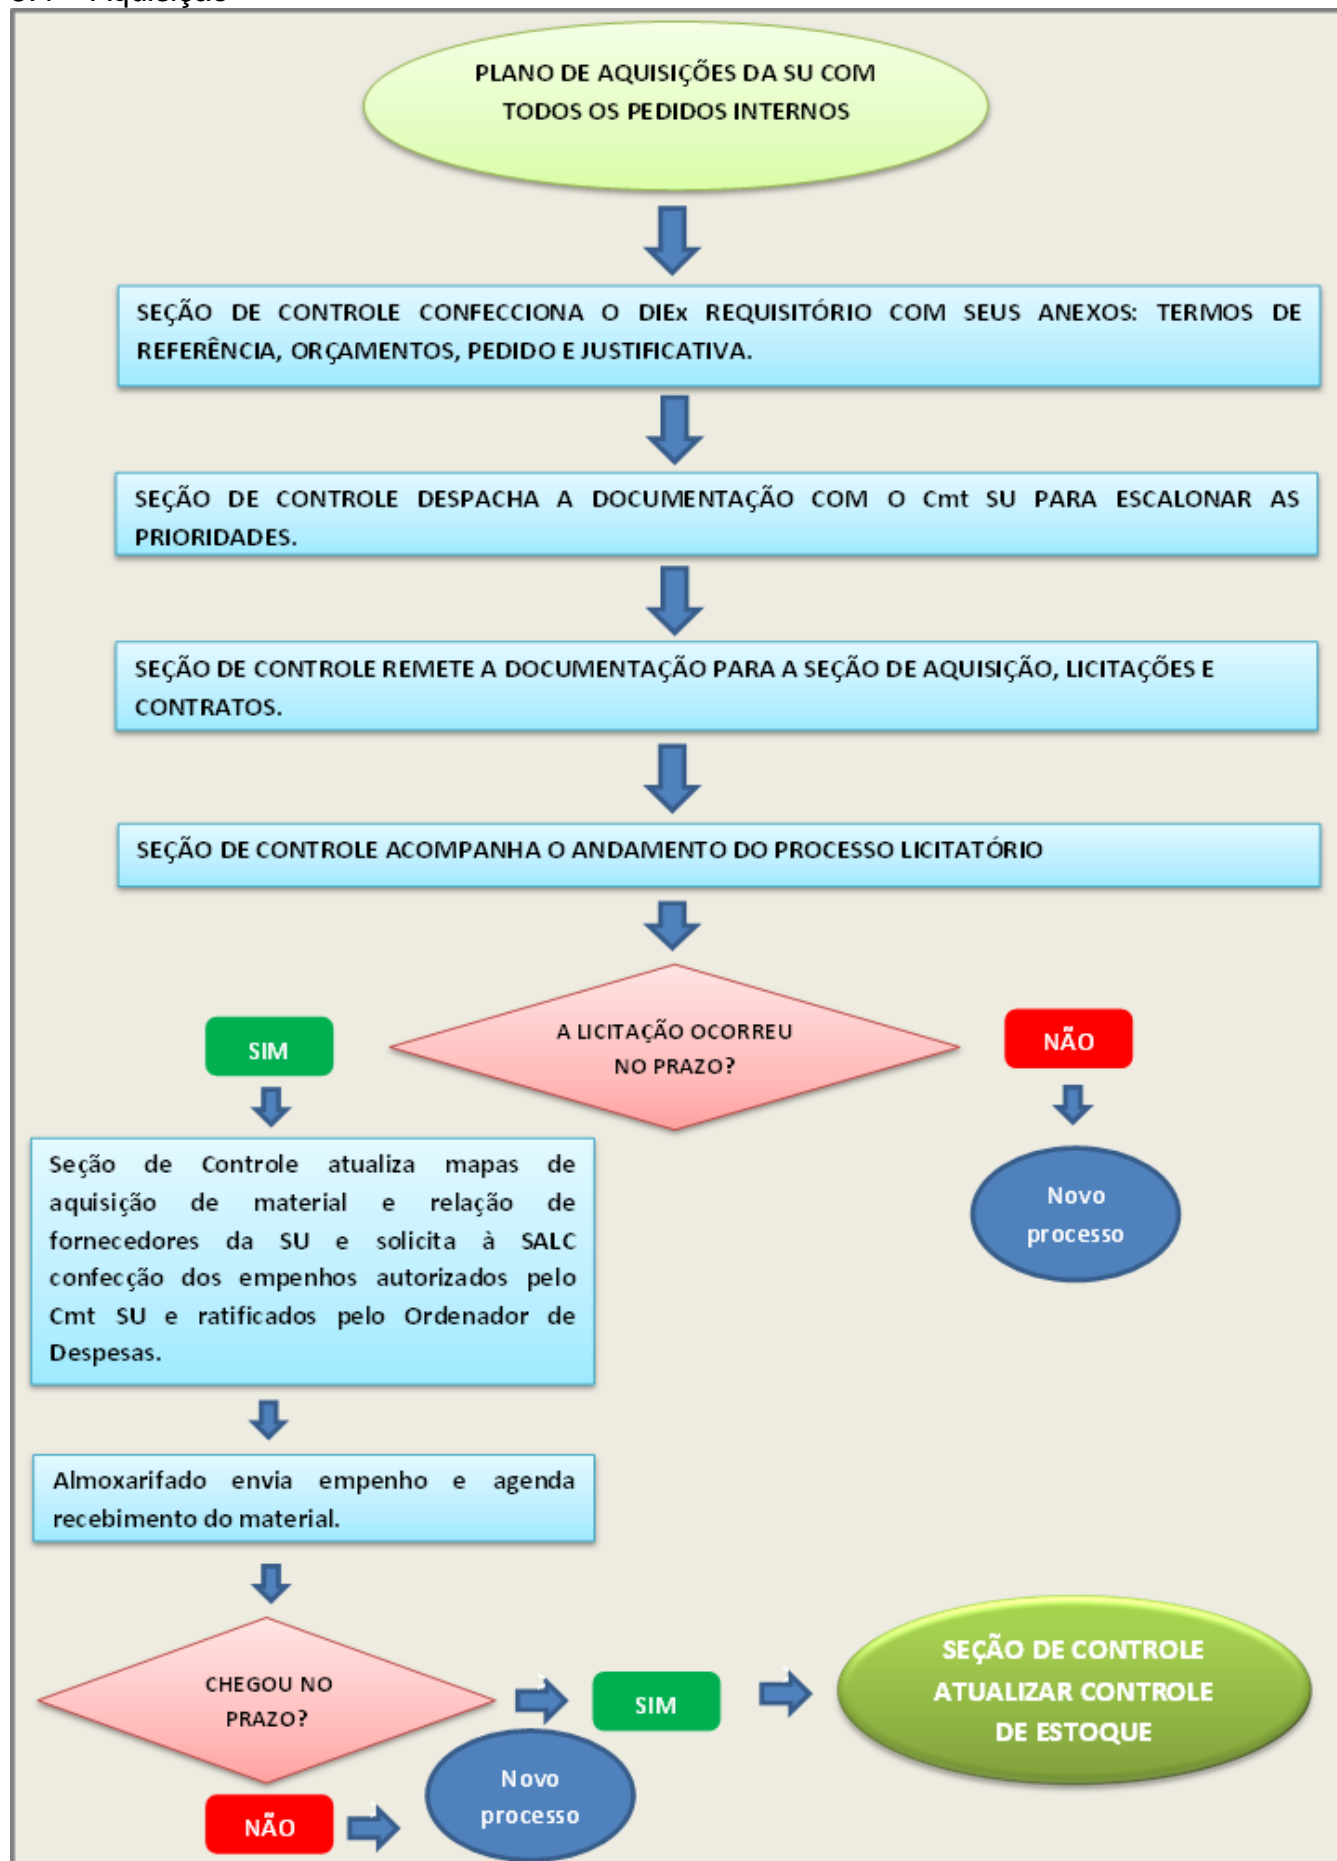 Aquisição
PLANO DE AQUISIÇÕES DA SU COM
TODOS OS PEDIDOS INTERNOS
SEÇÃO DE CONTROLE CONFECCIONA O DIEx REQUISITÓRIO COM SEUS ANEXOS: TERMOS DE
REFERÊNCIA, ORÇAMENTOS, PEDIDO E JUSTIFICATIVA.
SEÇÃO DE CONTROLE DESPACHA A DOCUMENTAÇÃO COM O Cmt SU PARA ESCALONAR AS
PRIORIDADES.
SEÇÃO DE CONTROLE REMETE A DOCUMENTAÇÃO PARA A SEÇÃO DE AQUISIÇÃO, LICITAÇÕES E
CONTRATOS.
SEÇÃO DE CONTROLE ACOMPANHA O ANDAMENTO DO PROCESSO LICITATÓRIO
A LICITAÇÃO OCORREU
NO PRAZO?
SIM
NÃO
Seção de Controle atualiza mapas de
aquisição de material e relação de
fornecedores da SU e solicita à SALC
confecção dos empenhos autorizados pelo
Cmt SU e ratificados pelo Ordenador de
Despesas.
Novo
processo
Almoxarifado envia empenho e agenda
recebimento do material.
CHEGOU NO
PRAZO?
SIM
SEÇÃO DE CONTROLE
ATUALIZAR CONTROLE
DE ESTOQUE
NÃO
Novo
processo